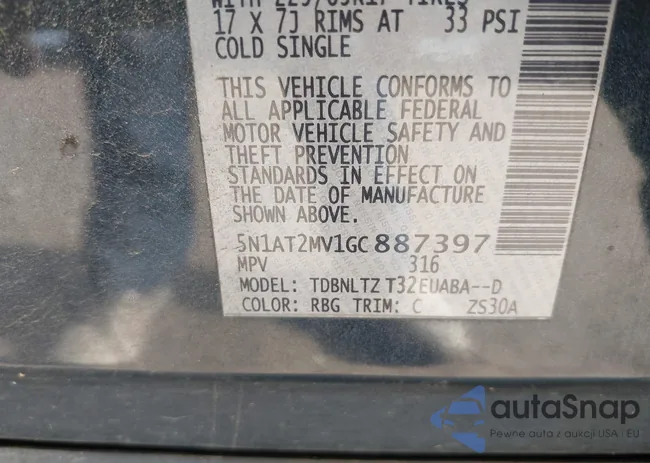 17 X 7J RIMS AT 33 PSI
COLD SINGLE
THIS VEHICLE CONFORMS TO
ALL APPLICABLE FEDERAL
MOTOR VEHICLE SAFETY AND
THEFT PREVENTION
STANDARDS IN EFFECT ON
THE DATE OF MANUFACTURE
SHOWN ABOVE.
5N1AT2MV1GC887397
MPV 316
MODEL: TDBNLTZ T32EUABA--D
COLOR: RBG TRIM: C ZS30A
autoSnap
Pewne auta z aukcji USA i EU